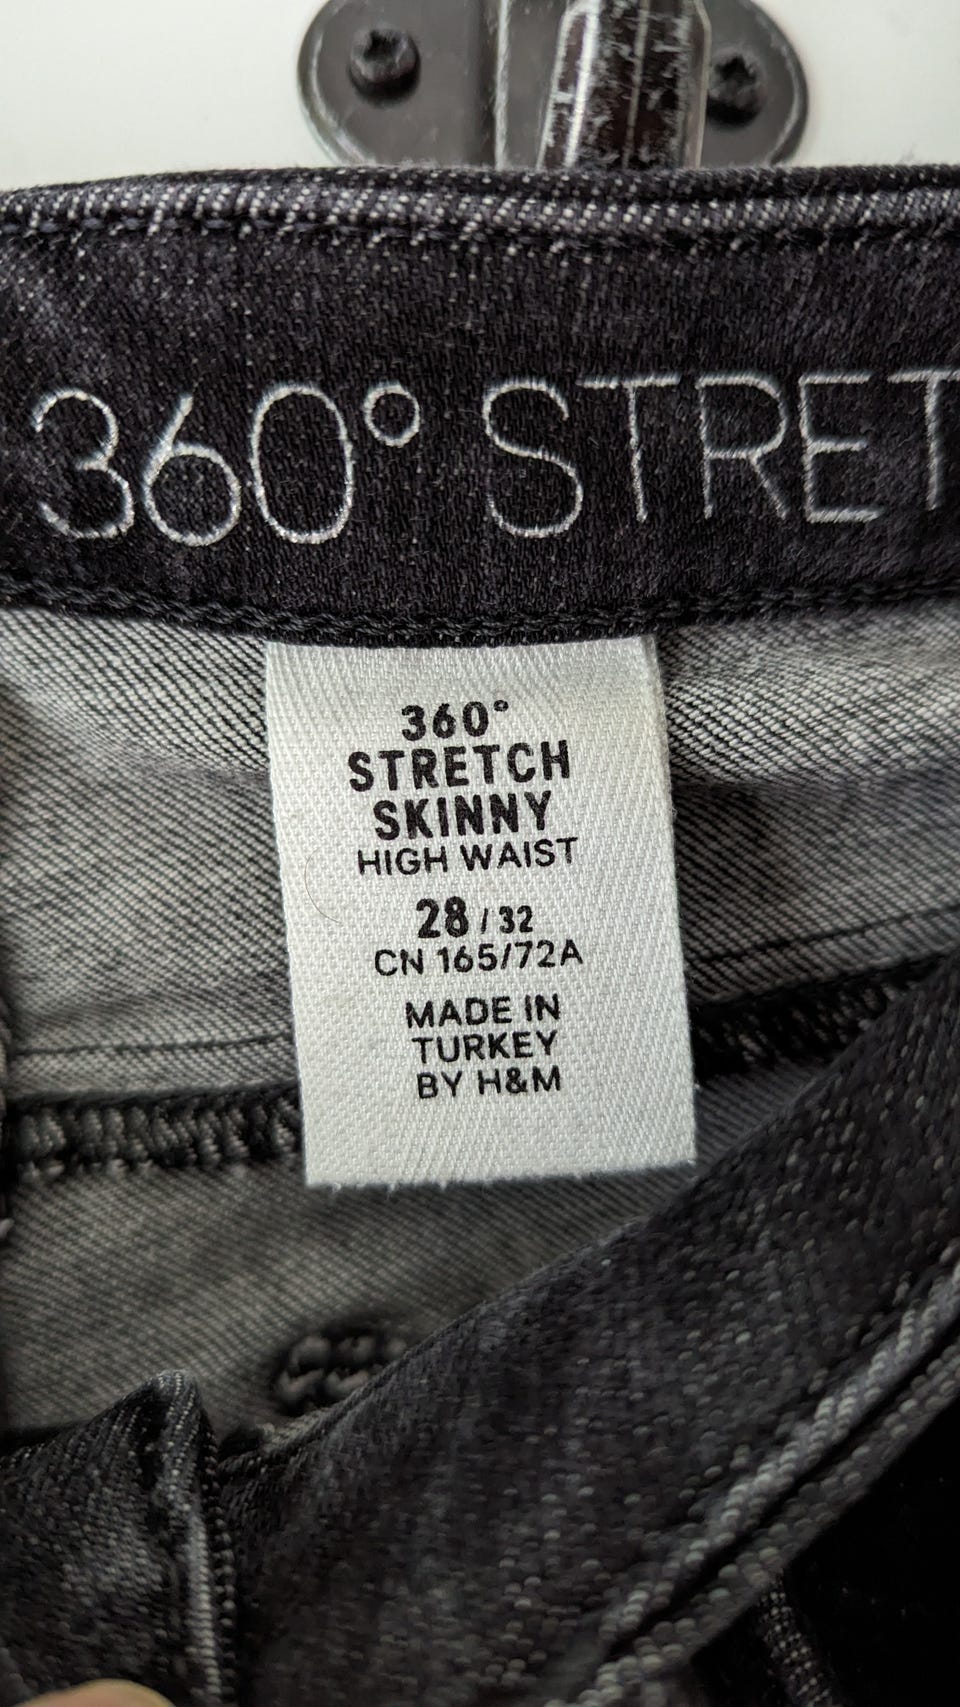 360° STRET
360°
STRETCH
SKINNY
HIGH WAIST
28 / 32
CN 165/72A
MADE IN
TURKEY
BY H&M